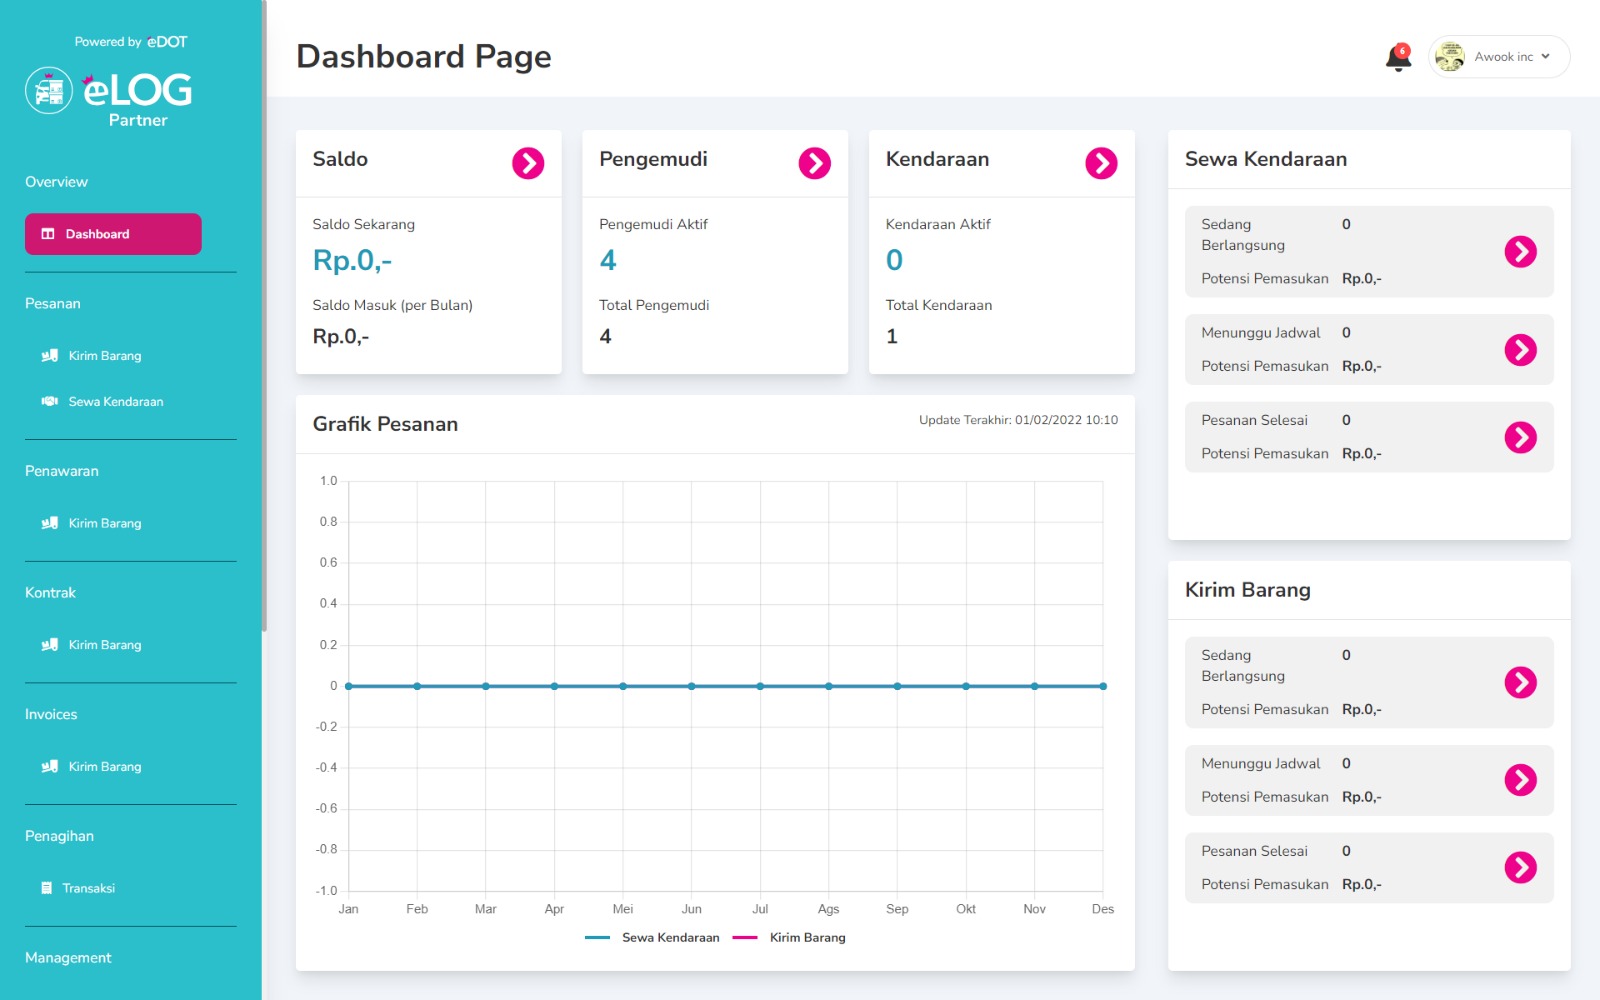 Powered by eDOT
eLOG
Partner
Overview
Dashboard
Pesanan
Kirim Barang
Sewa Kendaraan
Penawaran
Kirim Barang
Kontrak
Kirim Barang
Invoices
Kirim Barang
Penagihan
Transaksi
Management
Dashboard Page
6
Awook inc
Saldo
Saldo Sekarang
Rp.0,-
Saldo Masuk (per Bulan)
Rp.0,-
Pengemudi
Pengemudi Aktif
4
Total Pengemudi
4
Kendaraan
Kendaraan Aktif
0
Total Kendaraan
1
Grafik Pesanan
Update Terakhir: 01/02/2022 10:10
1.0
0.8
0.6
0.4
0.2
0
-0.2
-0.4
-0.6
-0.8
-1.0
Jan Feb Mar Apr Mei Jun Jul Ags Sep Okt Nov Des
Sewa Kendaraan Kirim Barang
Sewa Kendaraan
Sedang 0
Berlangsung
Potensi Pemasukan Rp.0,-
Menunggu Jadwal 0
Potensi Pemasukan Rp.0,-
Pesanan Selesai 0
Potensi Pemasukan Rp.0,-
Kirim Barang
Sedang 0
Berlangsung
Potensi Pemasukan Rp.0,-
Menunggu Jadwal 0
Potensi Pemasukan Rp.0,-
Pesanan Selesai 0
Potensi Pemasukan Rp.0,-